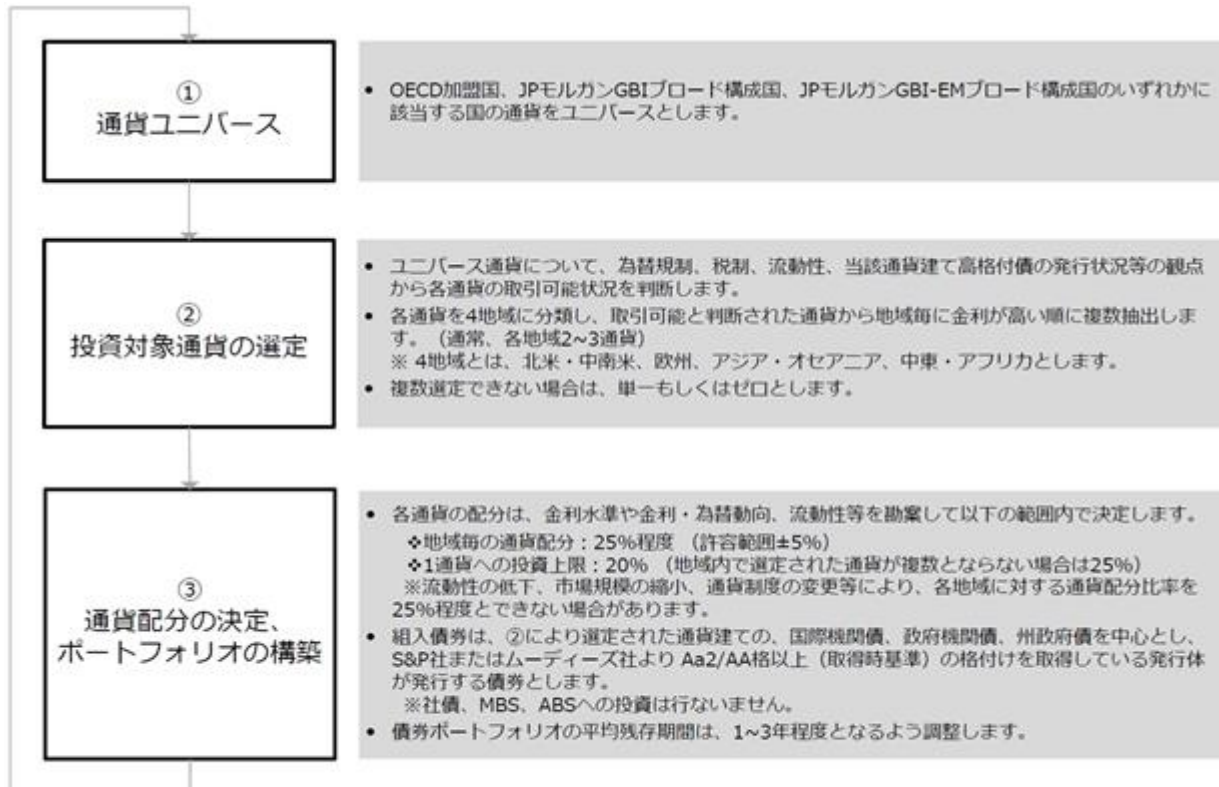 ①
通貨ユニバース
• OECD加盟国、JPモルガンGBIブロード構成国、JPモルガンGBI-EMブロード構成国のいずれかに
該当する国の通貨をユニバースとします。
②
投資対象通貨の選定
• ユニバース通貨について、為替規制、税制、流動性、当該通貨建て高格付債の発行状況等の観点
から各通貨の取引可能状況を判断します。
• 各通貨を4地域に分類し、取引可能と判断された通貨から地域毎に金利が高い順に複数抽出しま
す。（通常、各地域2~3通貨）
※ 4地域とは、北米・中南米、欧州、アジア・オセアニア、中東・アフリカとします。
• 複数選定できない場合は、単一もしくはゼロとします。
③
通貨配分の決定、
ポートフォリオの構築
• 各通貨の配分は、金利水準や金利・為替動向、流動性等を勘案して以下の範囲内で決定します。
❖地域毎の通貨配分：25%程度 （許容範囲±5%）
❖1通貨への投資上限：20% （地域内で選定された通貨が複数とならない場合は25%）
※流動性の低下、市場規模の縮小、通貨制度の変更等により、各地域に対する通貨配分比率を
25%程度とできない場合があります。
• 組入債券は、②により選定された通貨建ての、国際機関債、政府機関債、州政府債を中心とし、
S&P社またはムーディーズ社より Aa2/AA格以上（取得時基準）の格付けを取得している発行体
が発行する債券とします。
※社債、MBS、ABSへの投資は行ないません。
• 債券ポートフォリオの平均残存期間は、1~3年程度となるよう調整します。